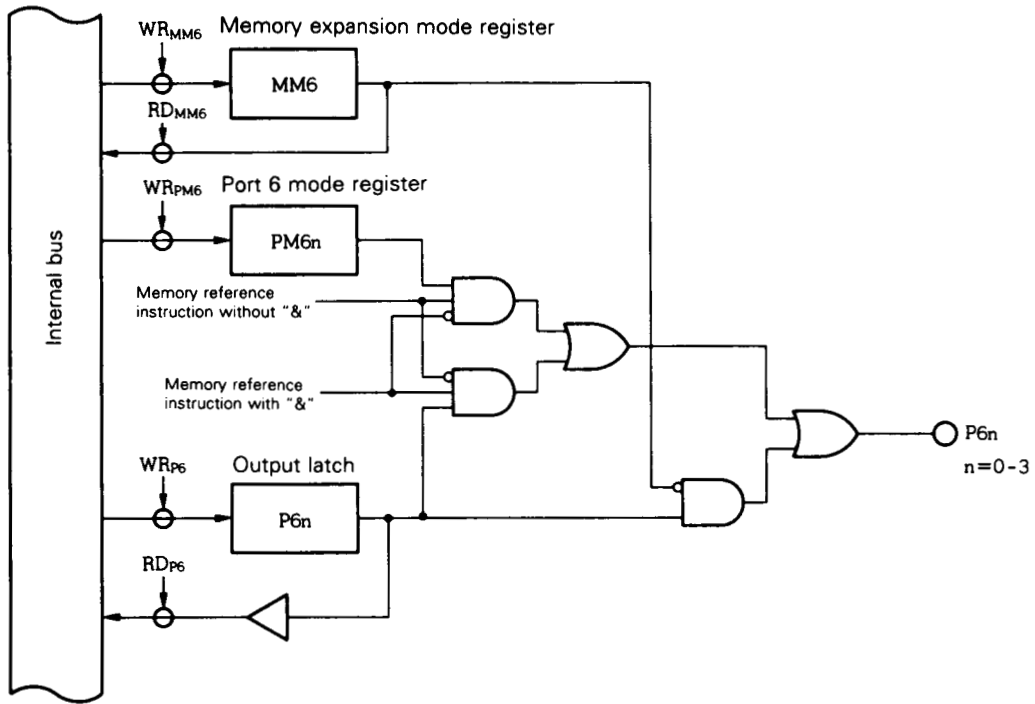 WRMM6
Memory expansion mode register
MM6
RDMM6
WRPM6
Port 6 mode register
PM6n
Internal bus
Memory reference
instruction without "&"
Memory reference
instruction with "&"
WRP6
Output latch
P6n
RDP6
P6n
n=0-3